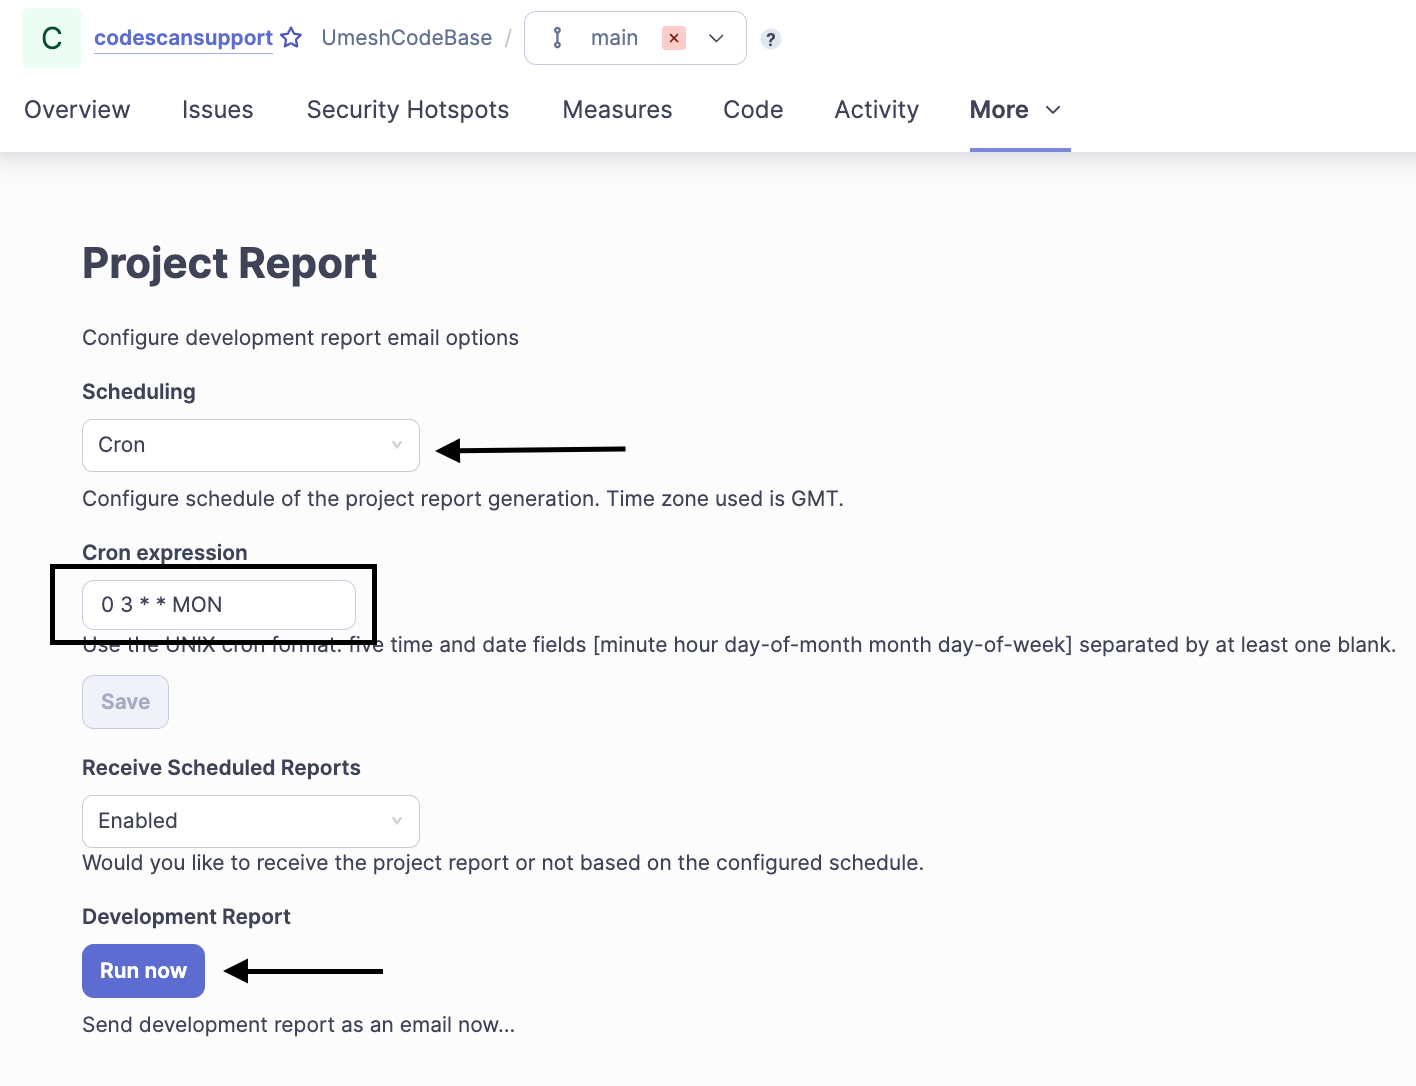 C codescansupport UmeshCodeBase / main ?
Overview Issues Security Hotspots Measures Code Activity More
Project Report
Configure development report email options
Scheduling
Cron
Configure schedule of the project report generation. Time zone used is GMT.
Cron expression
0 3 * * MON
Use the UNIX cron format: five time and date fields [minute hour day-of-month month day-of-week] separated by at least one blank.
Save
Receive Scheduled Reports
Enabled
Would you like to receive the project report or not based on the configured schedule.
Development Report
Run now
Send development report as an email now...